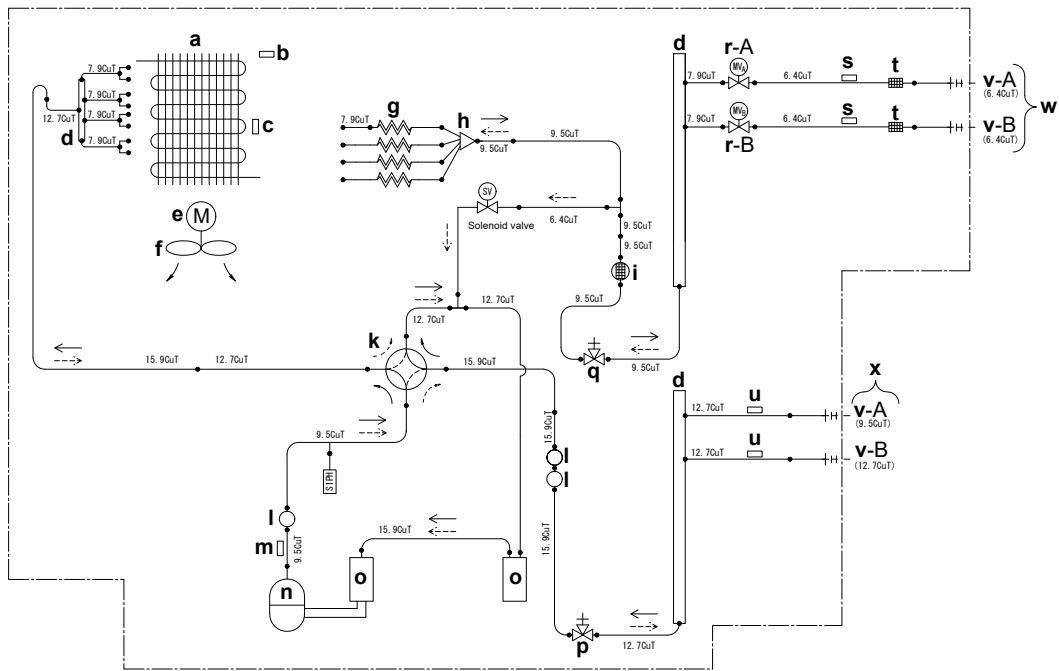 a
b
c
d
7.9CuT
7.9CuT
7.9CuT
7.9CuT
12.7CuT
e
M
f
g
7.9CuT
h
9.5CuT
9.5CuT
SV
Solenoid valve
6.4CuT
9.5CuT
9.5CuT
i
9.5CuT
q
9.5CuT
d
r-A
MVA
7.9CuT
6.4CuT
s
t
v-A
(6.4CuT)
w
7.9CuT
MVB
r-B
6.4CuT
s
t
v-B
(6.4CuT)
k
12.7CuT
12.7CuT
15.9CuT
12.7CuT
15.9CuT
9.5CuT
S1PH
l
m
9.5CuT
n
o
15.9CuT
o
15.9CuT
l
l
15.9CuT
p
12.7CuT
d
12.7CuT
u
x
v-A
(9.5CuT)
12.7CuT
u
v-B
(12.7CuT)